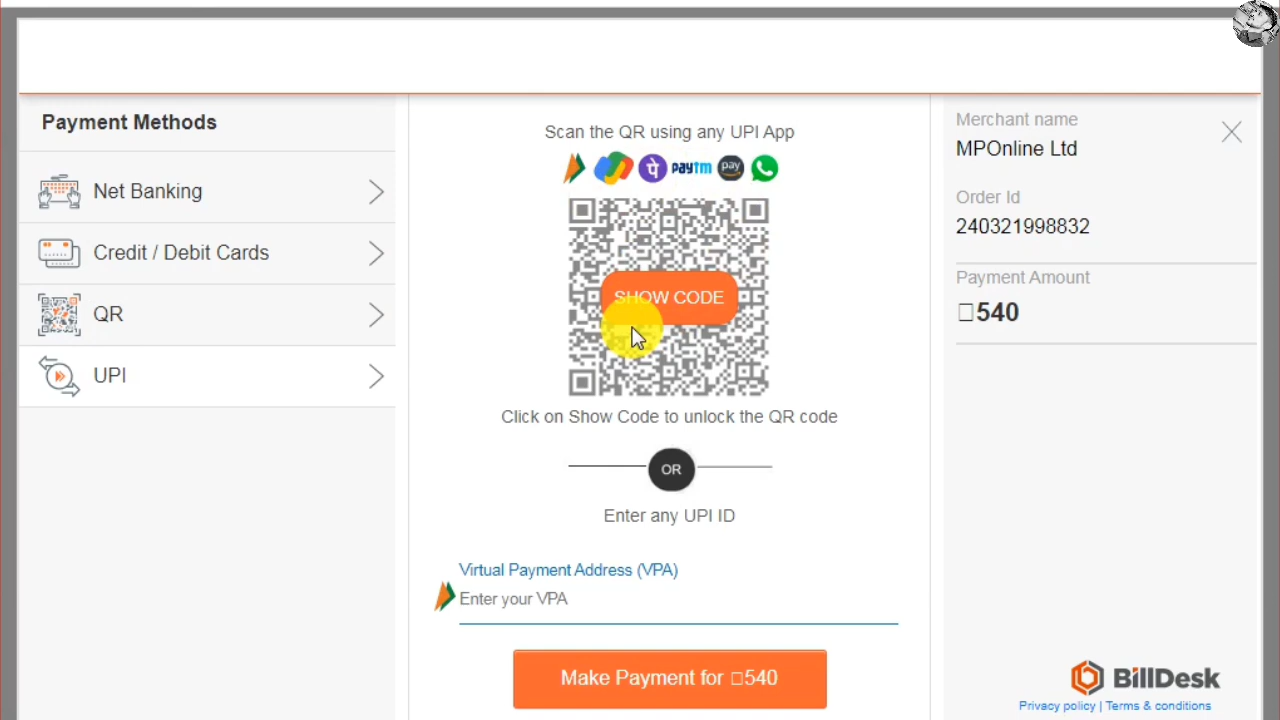 Payment Methods
Net Banking
Credit / Debit Cards
QR
UPI
Scan the QR using any UPI App
पे paytm pay
SHOW CODE
Click on Show Code to unlock the QR code
OR
Enter any UPI ID
Virtual Payment Address (VPA)
Enter your VPA
Make Payment for □540
Merchant name
MPOnline Ltd
Order Id
240321998832
Payment Amount
□540
BillDesk
Privacy policy | Terms & conditions